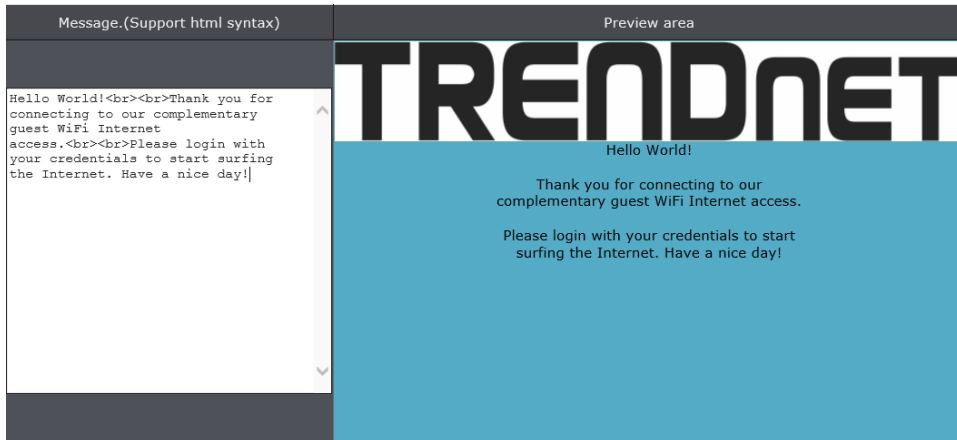 Message.(Support html syntax)
Preview area
Hello World!<br><br>Thank you for
connecting to our complementary
guest WiFi Internet
access.<br><br>Please login with
your credentials to start surfing
the Internet. Have a nice day!
TRENDNET
Hello World!
Thank you for connecting to our
complementary guest WiFi Internet access.
Please login with your credentials to start
surfing the Internet. Have a nice day!